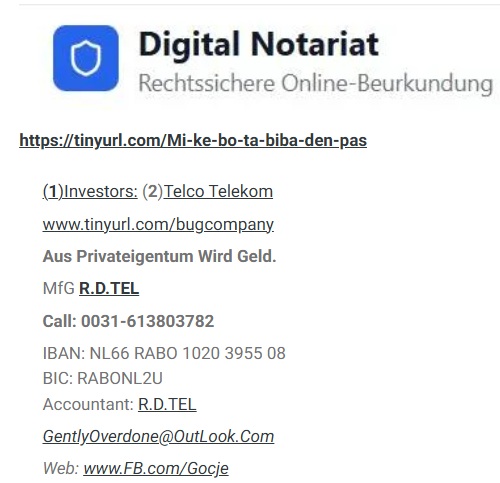 Digital Notariat
Rechtssichere Online-Beurkundung
https://tinyurl.com/Mi-ke-bo-ta-biba-den-pas
(1)Investors: (2)Telco Telekom
www.tinyurl.com/bugcompany
Aus Privateigentum Wird Geld.
MfG R.D.TEL
Call: 0031-613803782
IBAN: NL66 RABO 1020 3955 08
BIC: RABONL2U
Accountant: R.D.TEL
GentlyOverdone@OutLook.Com
Web: www.FB.com/Gocje